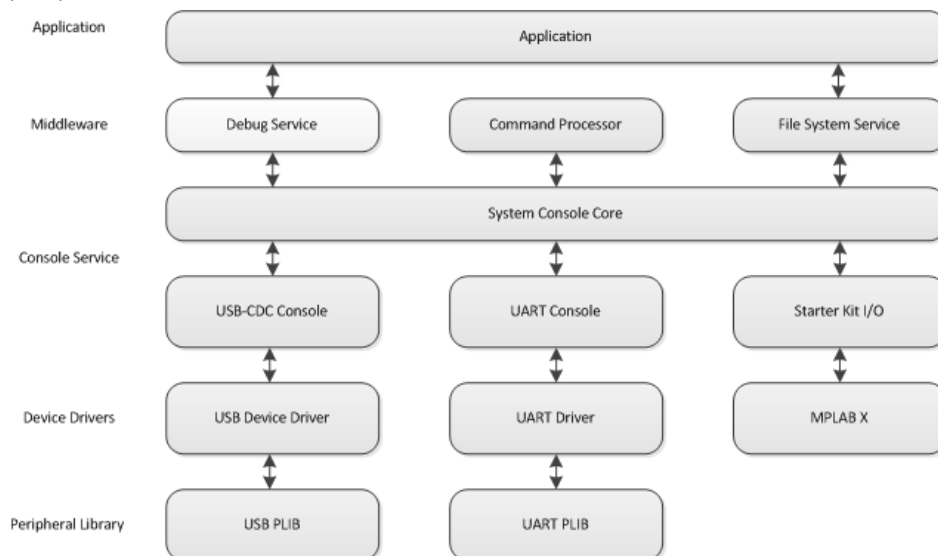 Application
Application
Middleware
Debug Service
Command Processor
File System Service
System Console Core
Console Service
USB-CDC Console
UART Console
Starter Kit I/O
Device Drivers
USB Device Driver
UART Driver
MPLAB X
Peripheral Library
USB PLIB
UART PLIB